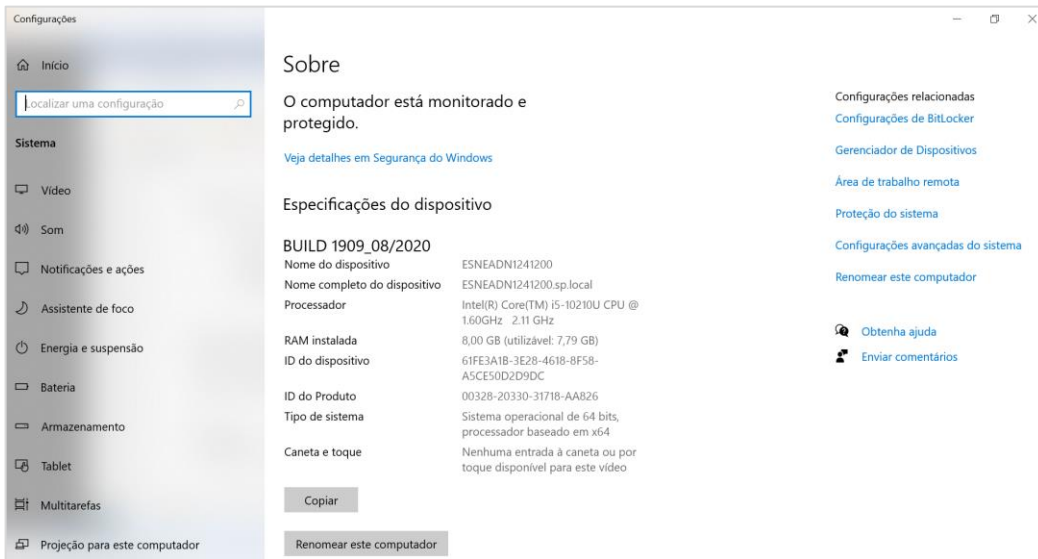 Configurações
Início
Localizar uma configuração
Sistema
Vídeo
Som
Notificações e ações
Assistente de foco
Energia e suspensão
Bateria
Armazenamento
Tablet
Multitarefas
Projeção para este computador
Sobre
O computador está monitorado e
protegido.
Veja detalhes em Segurança do Windows
Especificações do dispositivo
BUILD 1909_08/2020
Nome do dispositivo ESNEADN1241200
Nome completo do dispositivo ESNEADN1241200.sp.local
Processador Intel(R) Core(TM) i5-10210U CPU @
1.60GHz 2.11 GHz
RAM instalada 8,00 GB (utilizável: 7,79 GB)
ID do dispositivo 61FE3A1B-3E28-4618-8F58-
A5CE50D2D9DC
ID do Produto 00328-20330-31718-AA826
Tipo de sistema Sistema operacional de 64 bits,
processador baseado em x64
Caneta e toque Nenhuma entrada à caneta ou por
toque disponível para este vídeo
Copiar
Renomear este computador
Configurações relacionadas
Configurações de BitLocker
Gerenciador de Dispositivos
Área de trabalho remota
Proteção do sistema
Configurações avançadas do sistema
Renomear este computador
Obtenha ajuda
Enviar comentários